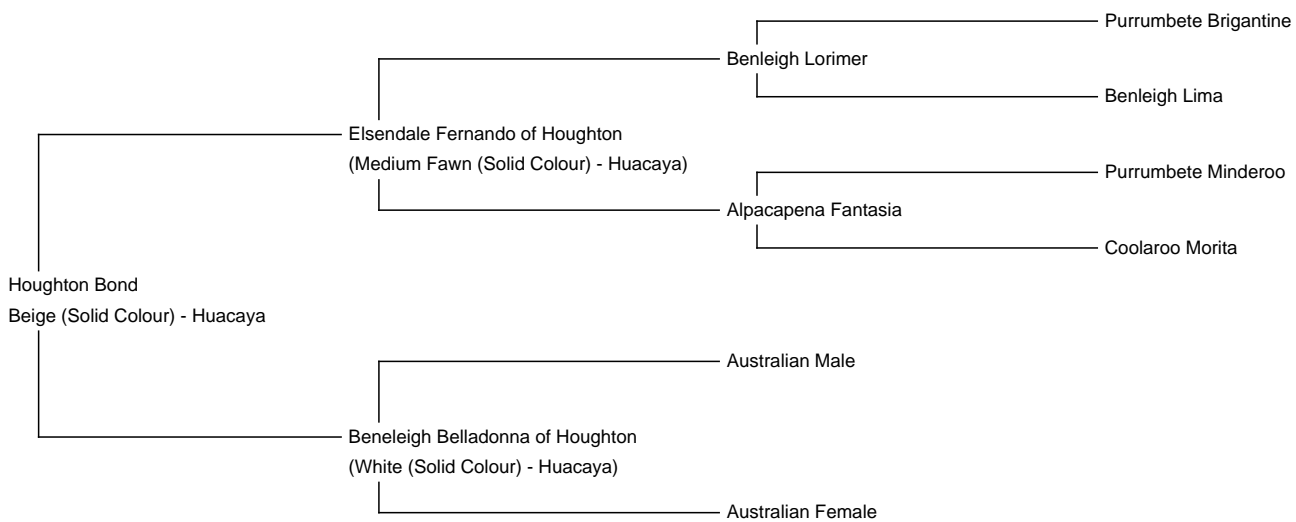 Purrumbete Brigantine
Benleigh Lorimer
Benleigh Lima
Elsendale Fernando of Houghton
(Medium Fawn (Solid Colour) - Huacaya)
Purrumbete Minderoo
Alpacapena Fantasia
Coolaroo Morita
Houghton Bond
Beige (Solid Colour) - Huacaya
Australian Male
Beneleigh Belladonna of Houghton
(White (Solid Colour) - Huacaya)
Australian Female